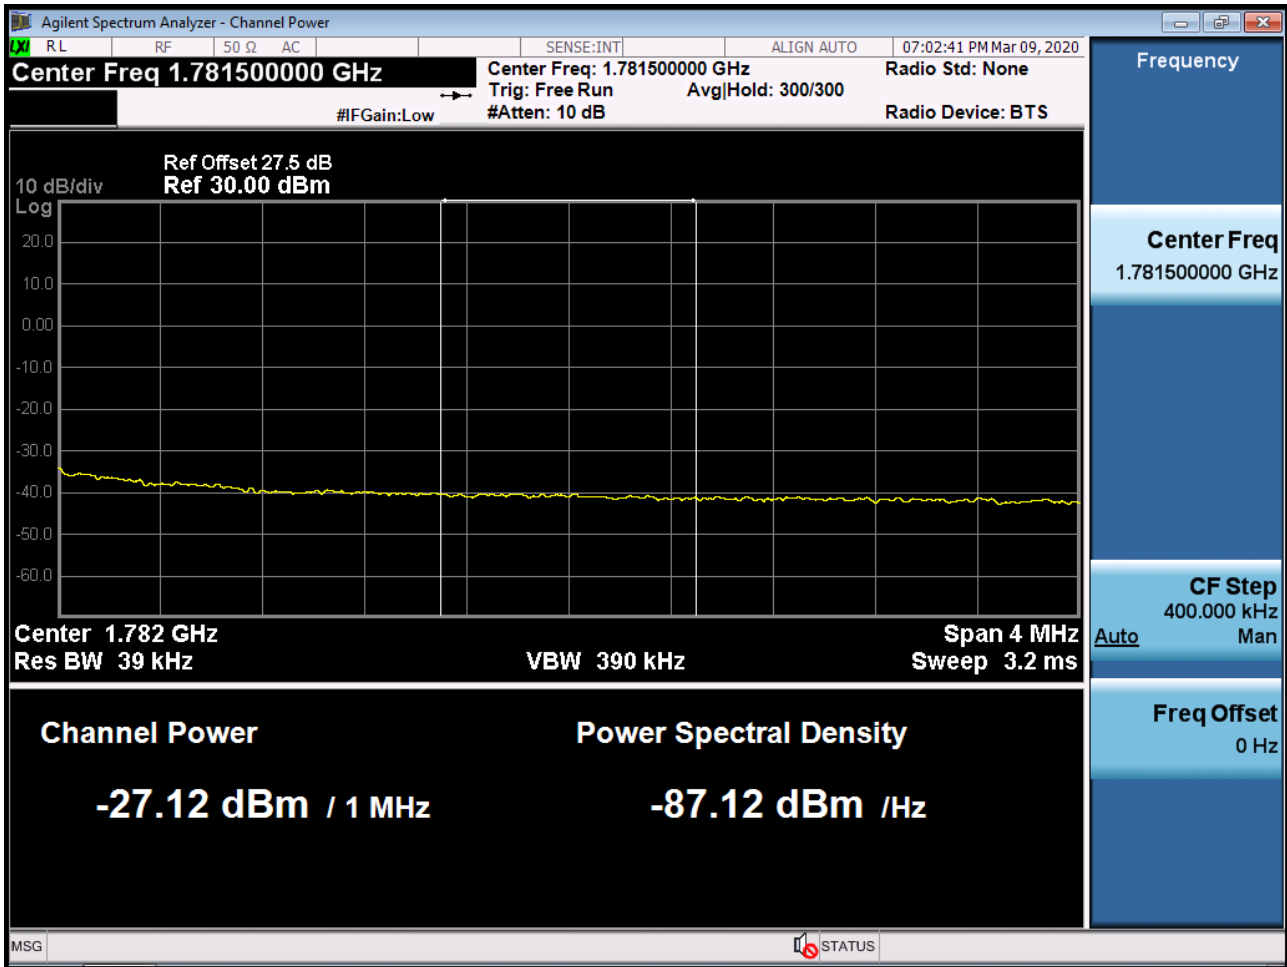 Agilent Spectrum Analyzer - Channel Power
LXI RL RF 50 Ω AC SENSE:INT ALIGN AUTO 07:02:41 PM Mar 09, 2020
Center Freq 1.781500000 GHz
#IFGain:Low
Center Freq: 1.781500000 GHz
Trig: Free Run Avg|Hold: 300/300
#Atten: 10 dB
Radio Std: None
Radio Device: BTS
Ref Offset 27.5 dB
10 dB/div Ref 30.00 dBm
Log
20.0
10.0
0.00
-10.0
-20.0
-30.0
-40.0
-50.0
-60.0
Center 1.782 GHz Span 4 MHz
Res BW 39 kHz VBW 390 kHz Sweep 3.2 ms
Channel Power Power Spectral Density
-27.12 dBm / 1 MHz -87.12 dBm /Hz
Frequency
Center Freq
1.781500000 GHz
CF Step
400.000 kHz
Auto Man
Freq Offset
0 Hz
MSG STATUS